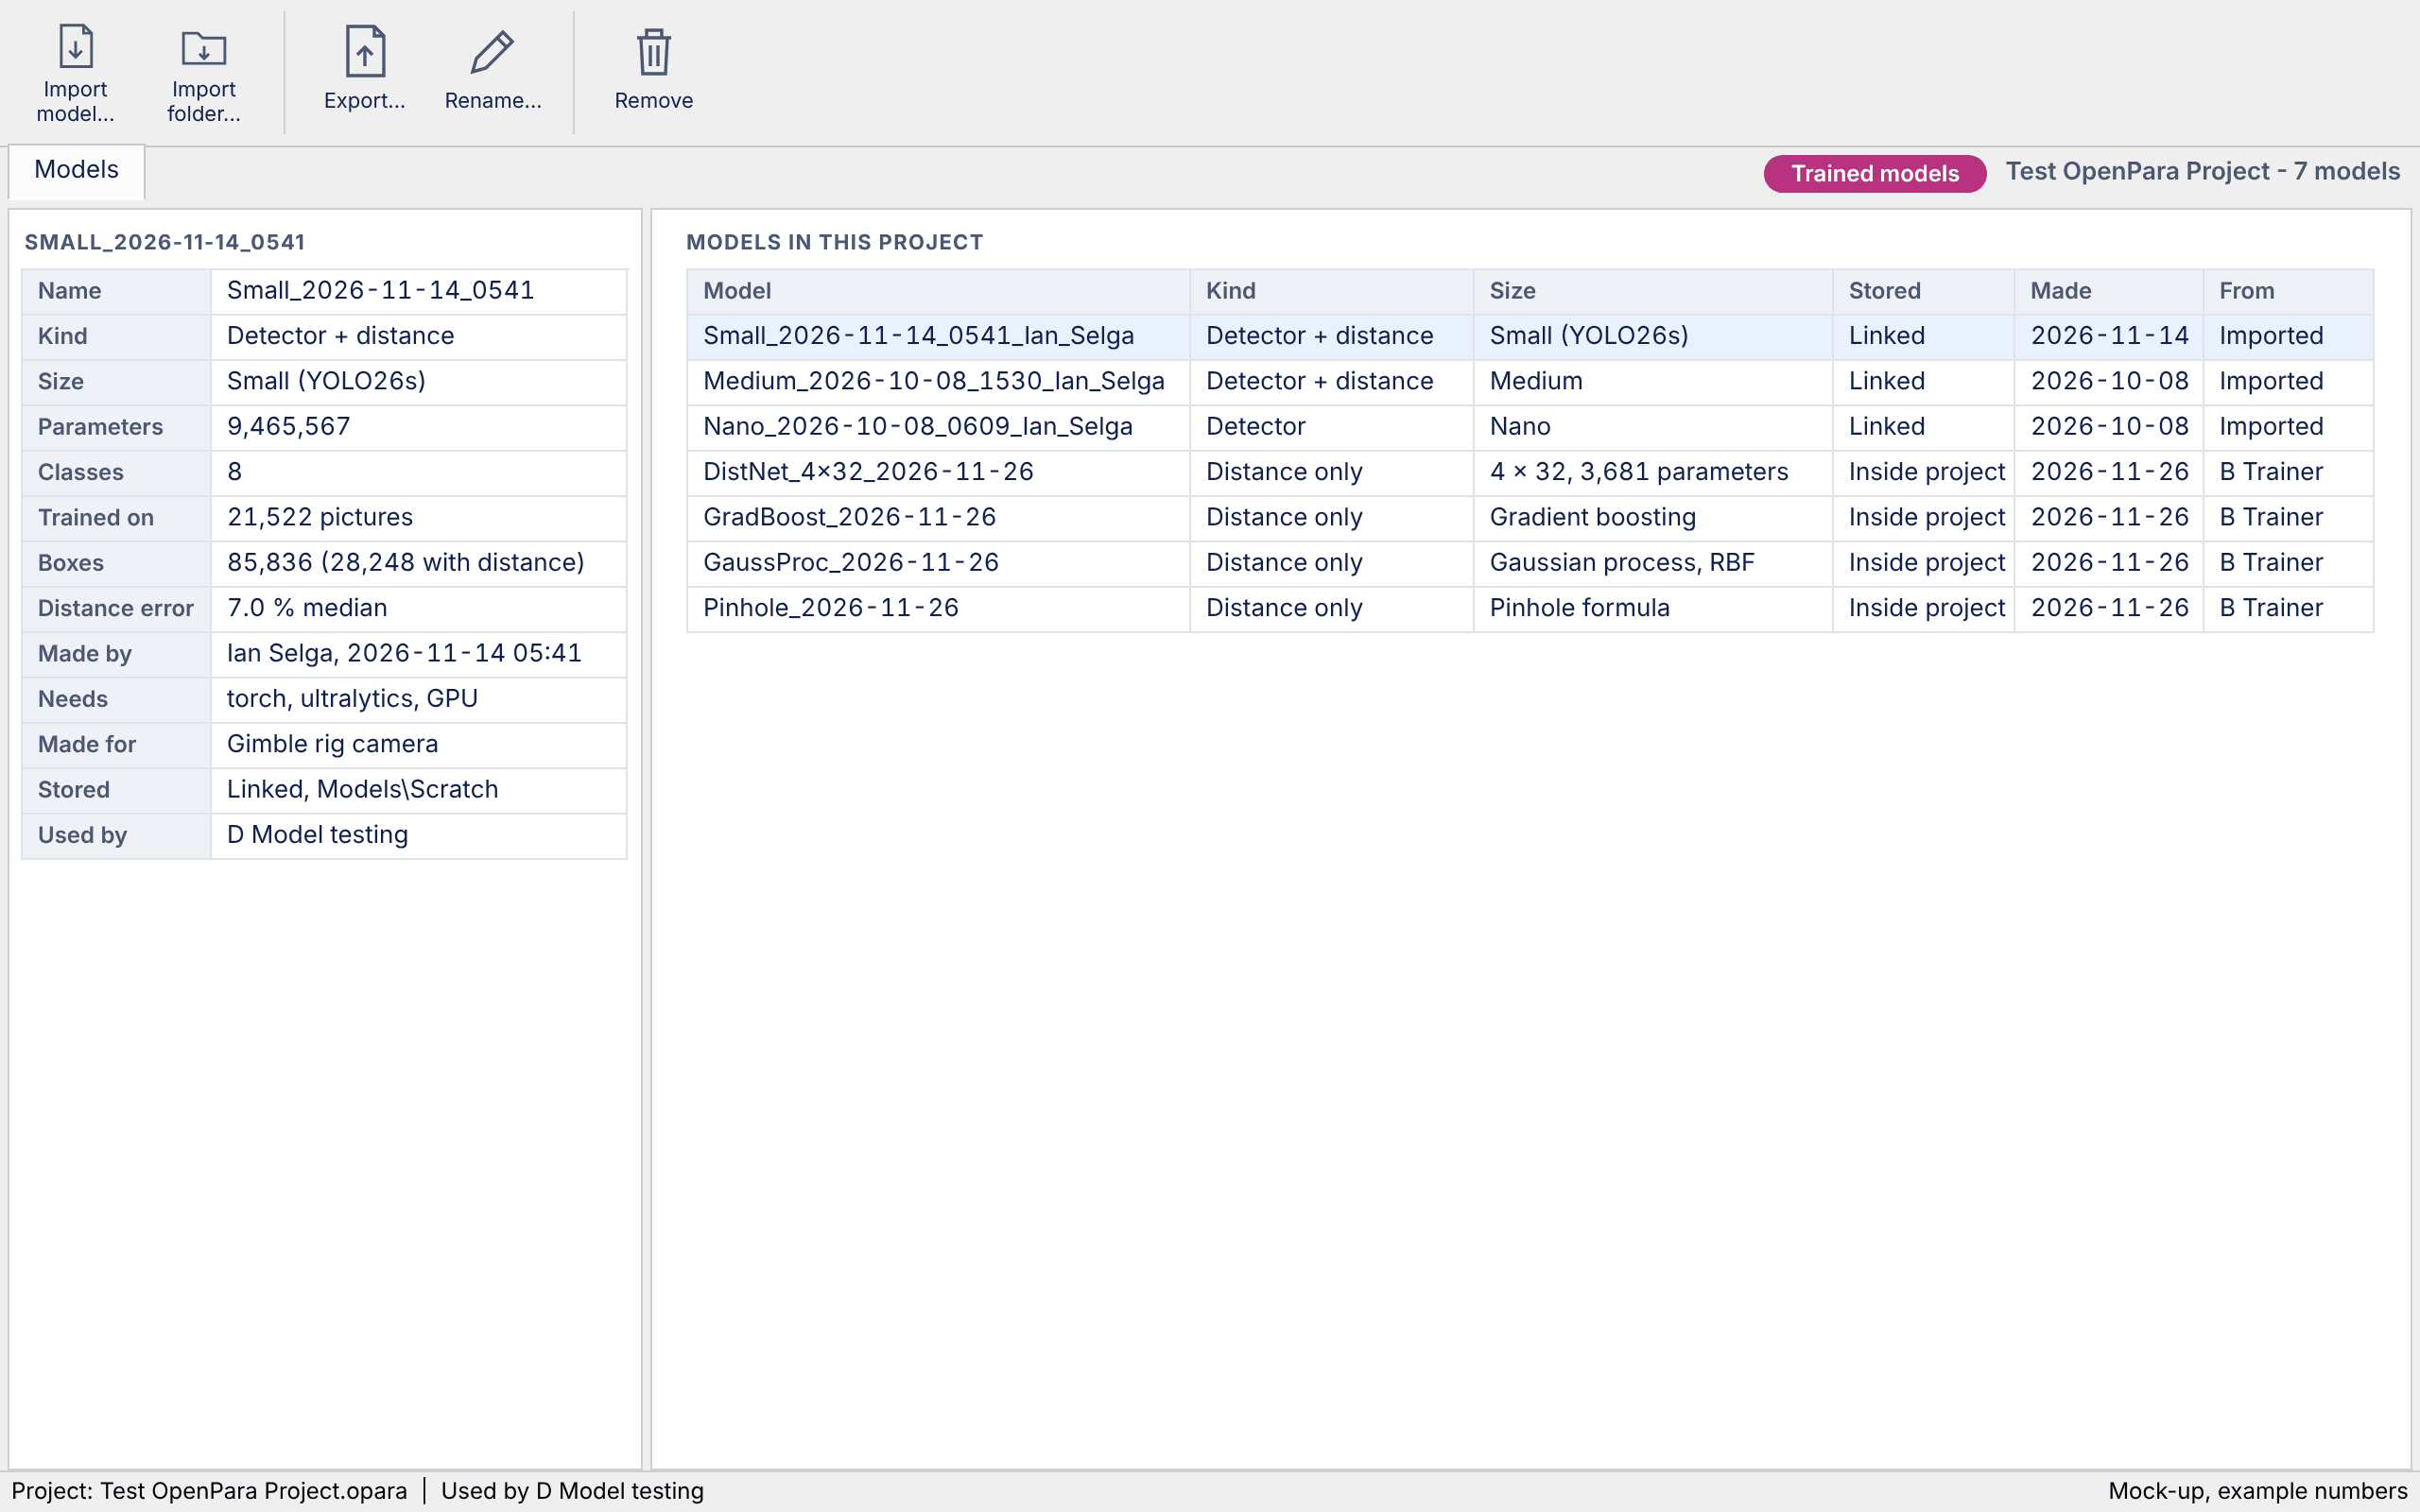 Import model...
Import folder...
Export...
Rename...
Remove
Models
Trained models
Test OpenPara Project - 7 models
SMALL_2026-11-14_0541
Name Small_2026-11-14_0541
Kind Detector + distance
Size Small (YOLO26s)
Parameters 9,465,567
Classes 8
Trained on 21,522 pictures
Boxes 85,836 (28,248 with distance)
Distance error 7.0 % median
Made by Ian Selga, 2026-11-14 05:41
Needs torch, ultralytics, GPU
Made for Gimble rig camera
Stored Linked, Models\Scratch
Used by D Model testing
MODELS IN THIS PROJECT
Model Kind Size Stored Made From
Small_2026-11-14_0541_Ian_Selga Detector + distance Small (YOLO26s) Linked 2026-11-14 Imported
Medium_2026-10-08_1530_Ian_Selga Detector + distance Medium Linked 2026-10-08 Imported
Nano_2026-10-08_0609_Ian_Selga Detector Nano Linked 2026-10-08 Imported
DistNet_4×32_2026-11-26 Distance only 4 × 32, 3,681 parameters Inside project 2026-11-26 B Trainer
GradBoost_2026-11-26 Distance only Gradient boosting Inside project 2026-11-26 B Trainer
GaussProc_2026-11-26 Distance only Gaussian process, RBF Inside project 2026-11-26 B Trainer
Pinhole_2026-11-26 Distance only Pinhole formula Inside project 2026-11-26 B Trainer
Project: Test OpenPara Project.opara | Used by D Model testing
Mock-up, example numbers